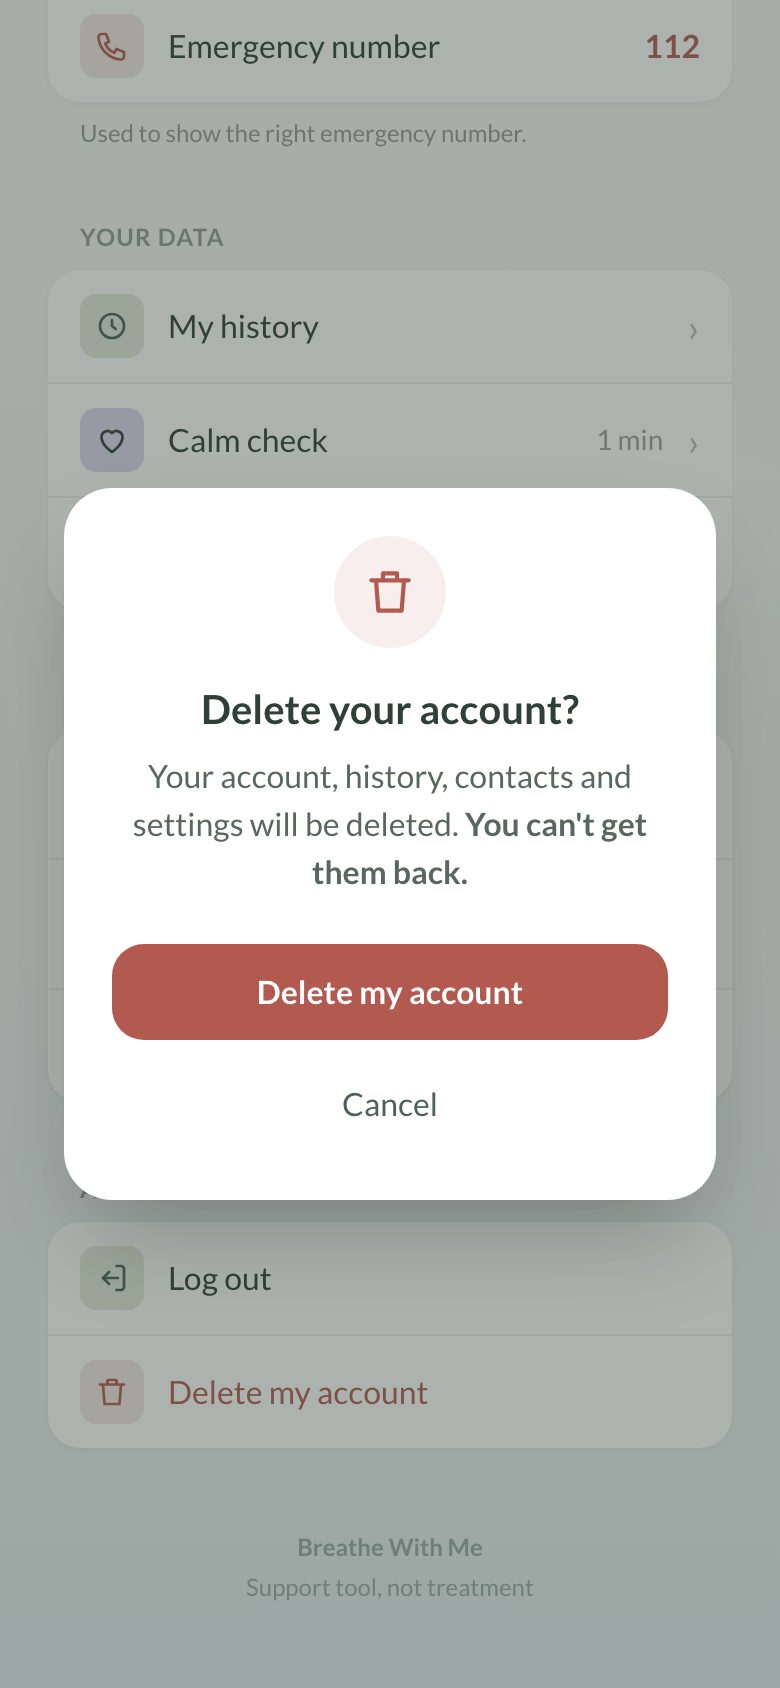 Emergency number 112
Used to show the right emergency number.
YOUR DATA
My history ›
Calm check 1 min ›
Delete your account?
Your account, history, contacts and
settings will be deleted. You can't get
them back.
Delete my account
Cancel
Log out
Delete my account
Breathe With Me
Support tool, not treatment